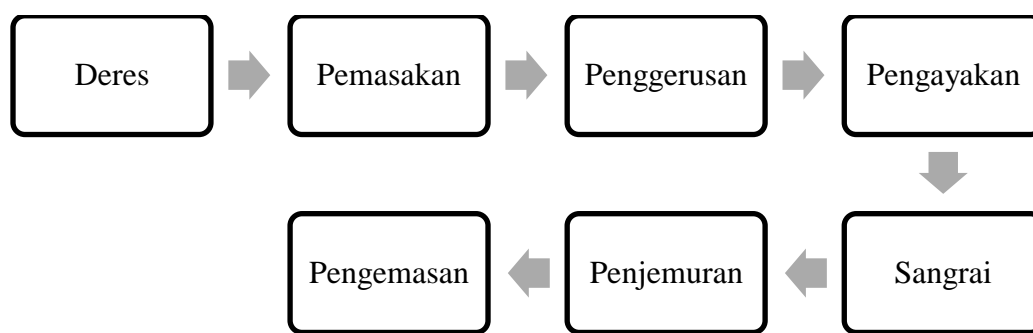 Deres
Pemasakan
Penggerusan
Pengayakan
Sangrai
Penjemuran
Pengemasan